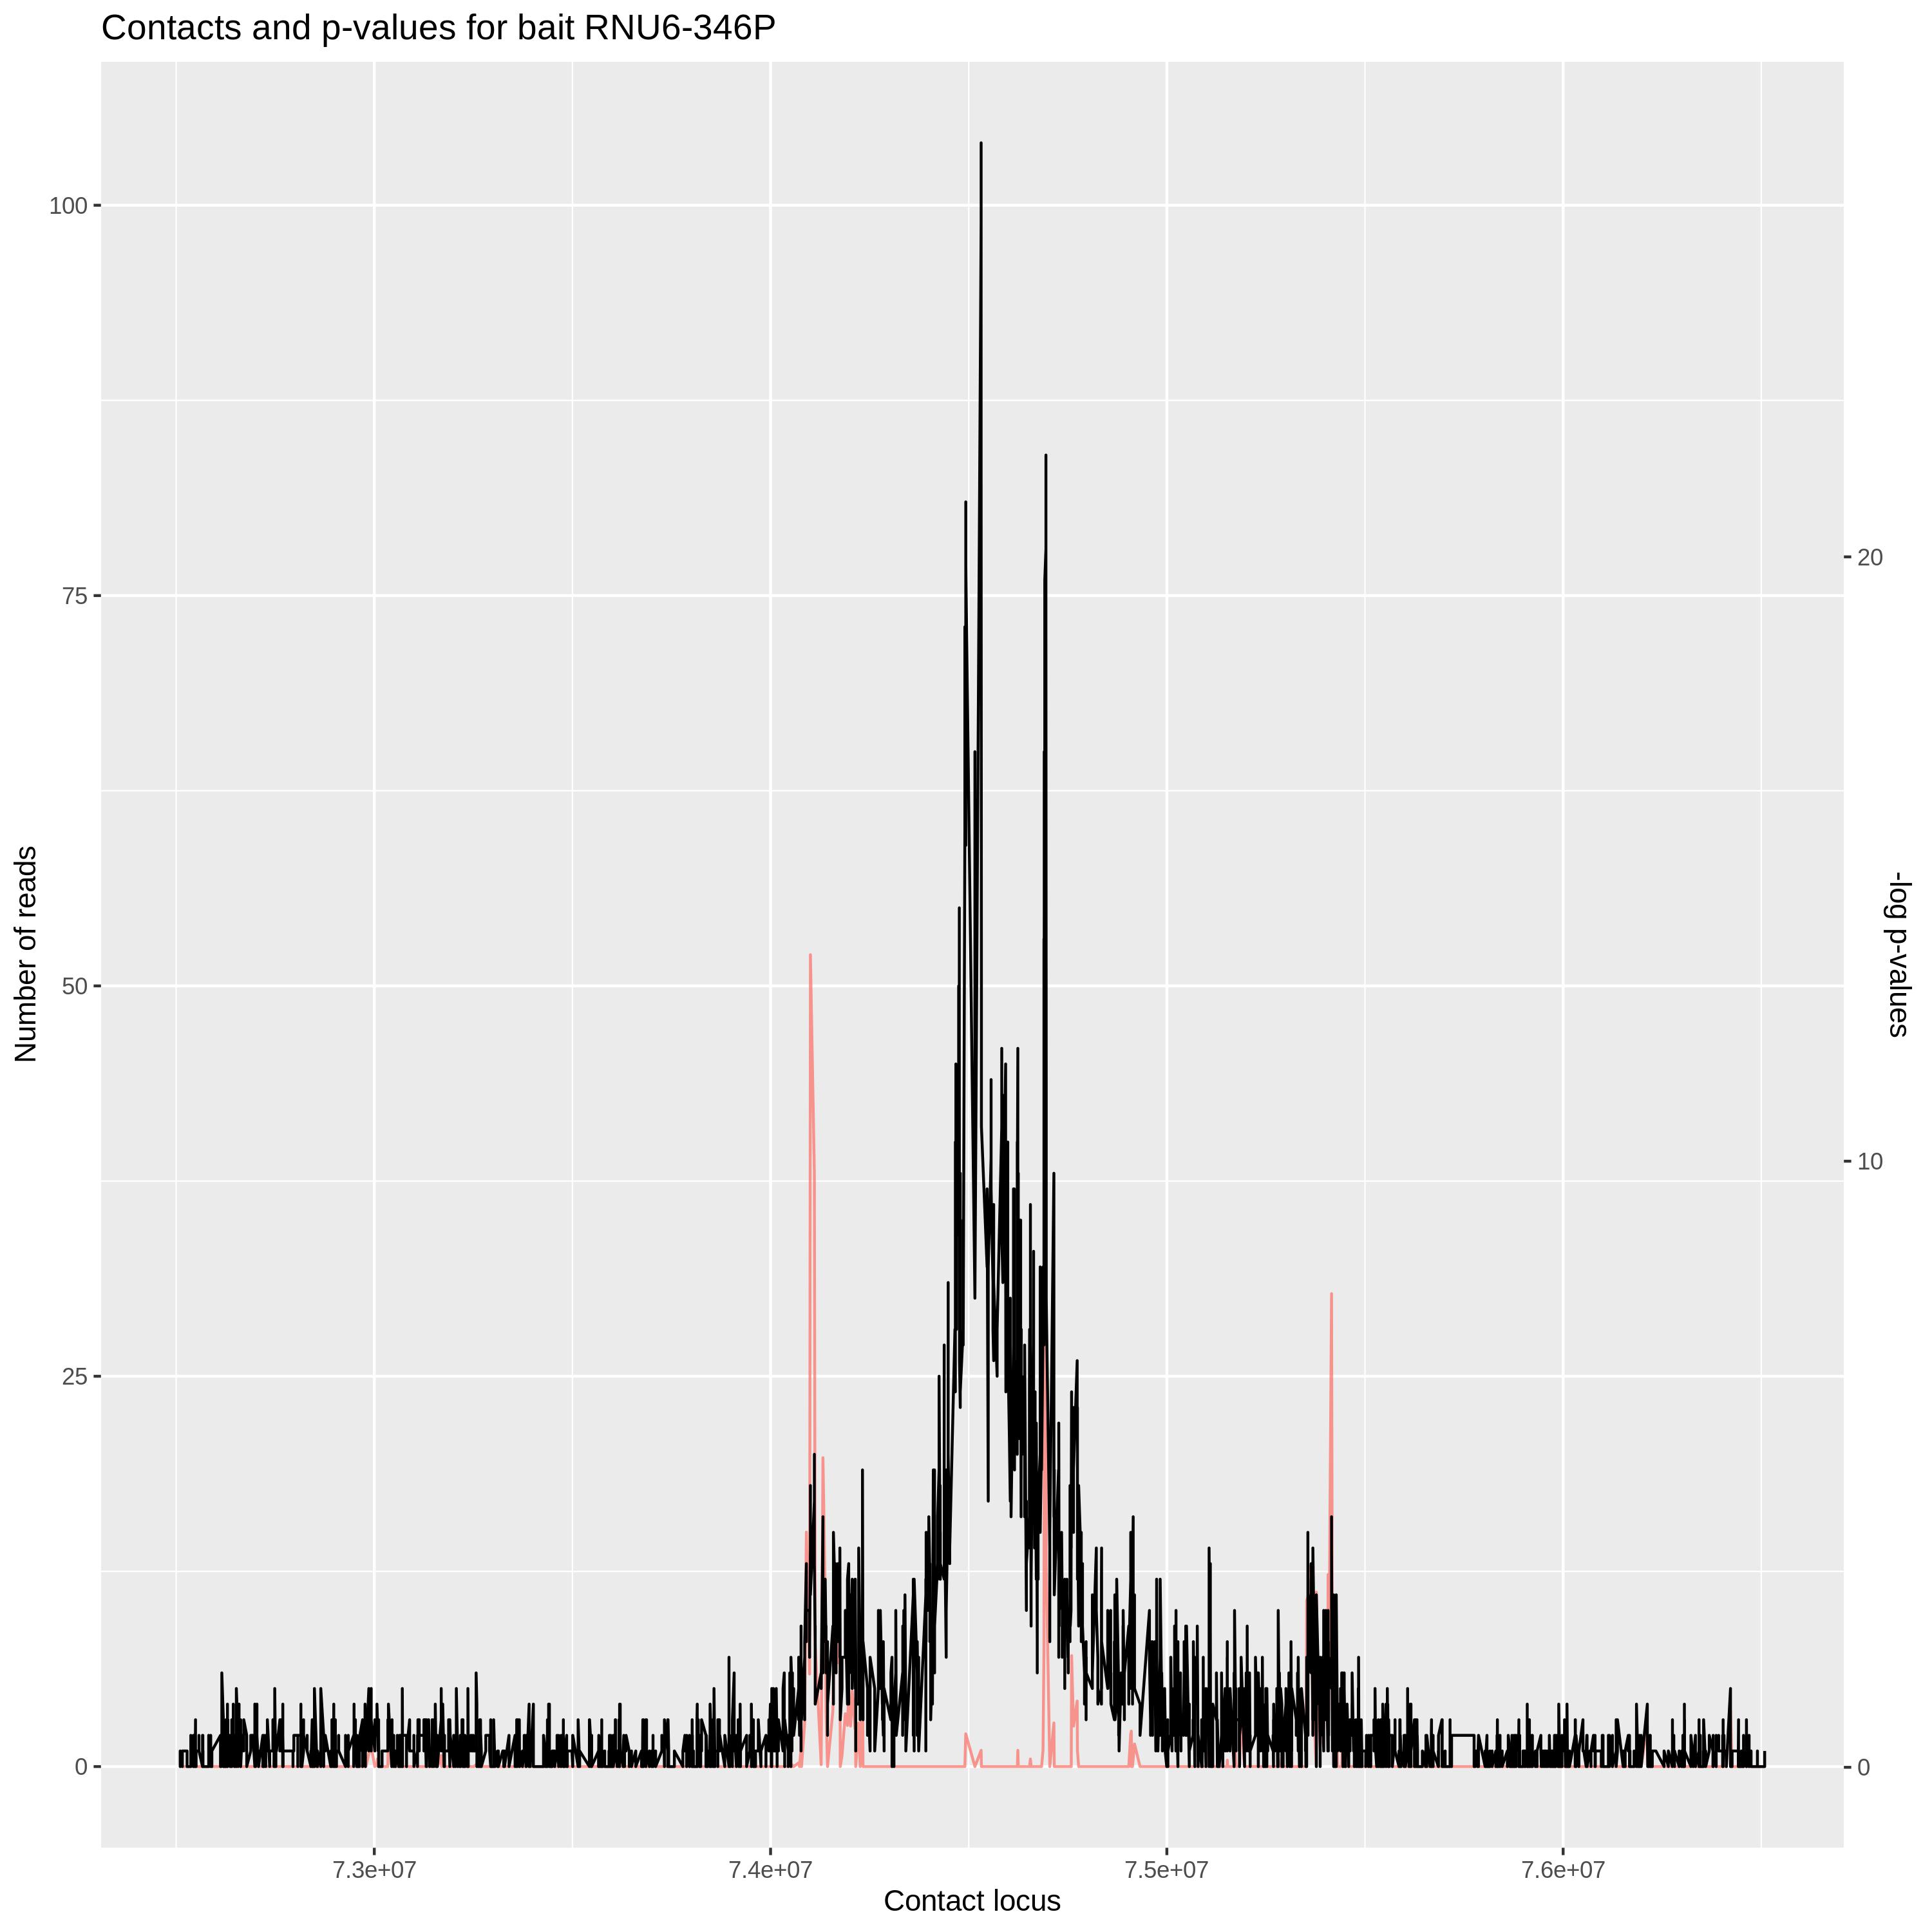 Contacts and p-values for bait RNU6-346P
100
75
50
25
0
Number of reads
20
10
0
-log p-values
7.3e+07
7.4e+07
7.5e+07
7.6e+07
Contact locus